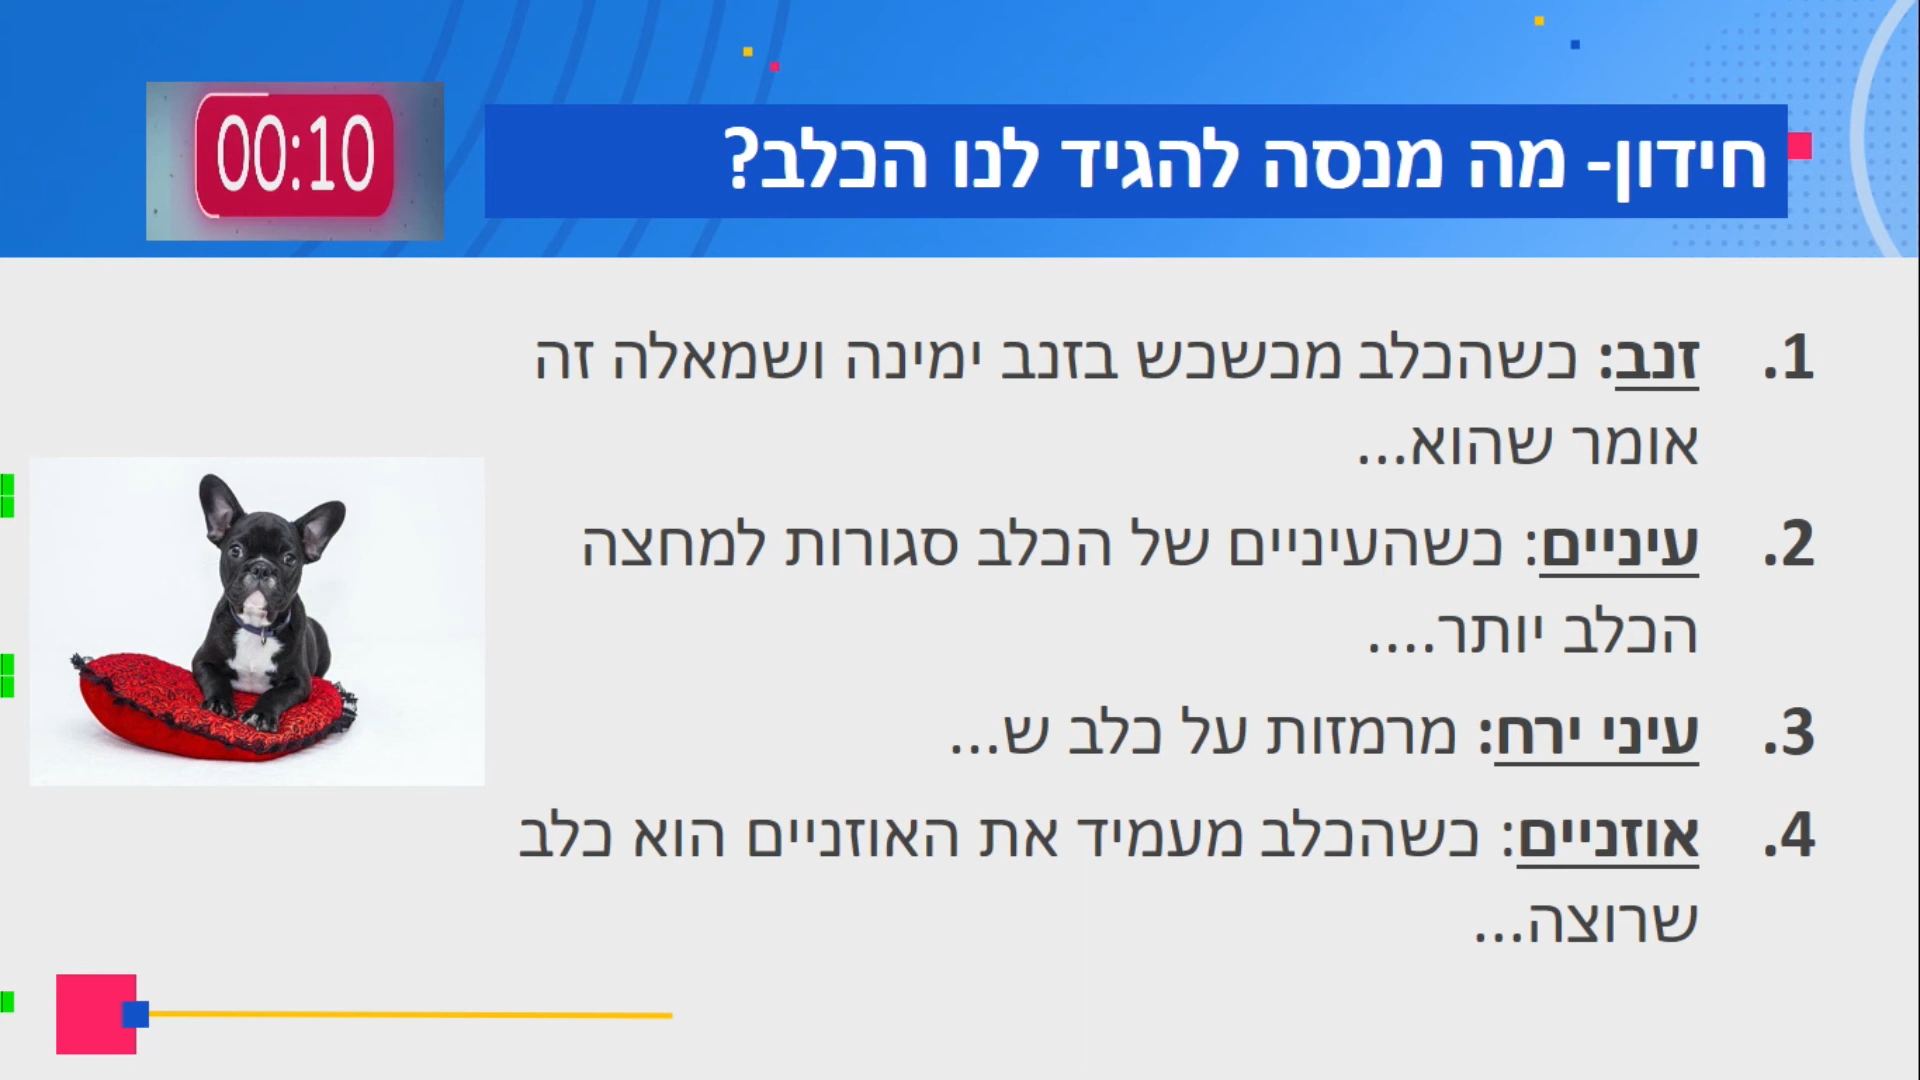 00:10
חידון- מה מנסה להגיד לנו הכלב?
1. זנב: כשהכלב מכשכש בזנב ימינה ושמאלה זה
אומר שהוא...
2. עיניים: כשהעיניים של הכלב סגורות למחצה
הכלב יותר....
3. עיני ירח: מרמזות על כלב ש...
4. אוזניים: כשהכלב מעמיד את האוזניים הוא כלב
שרוצה...